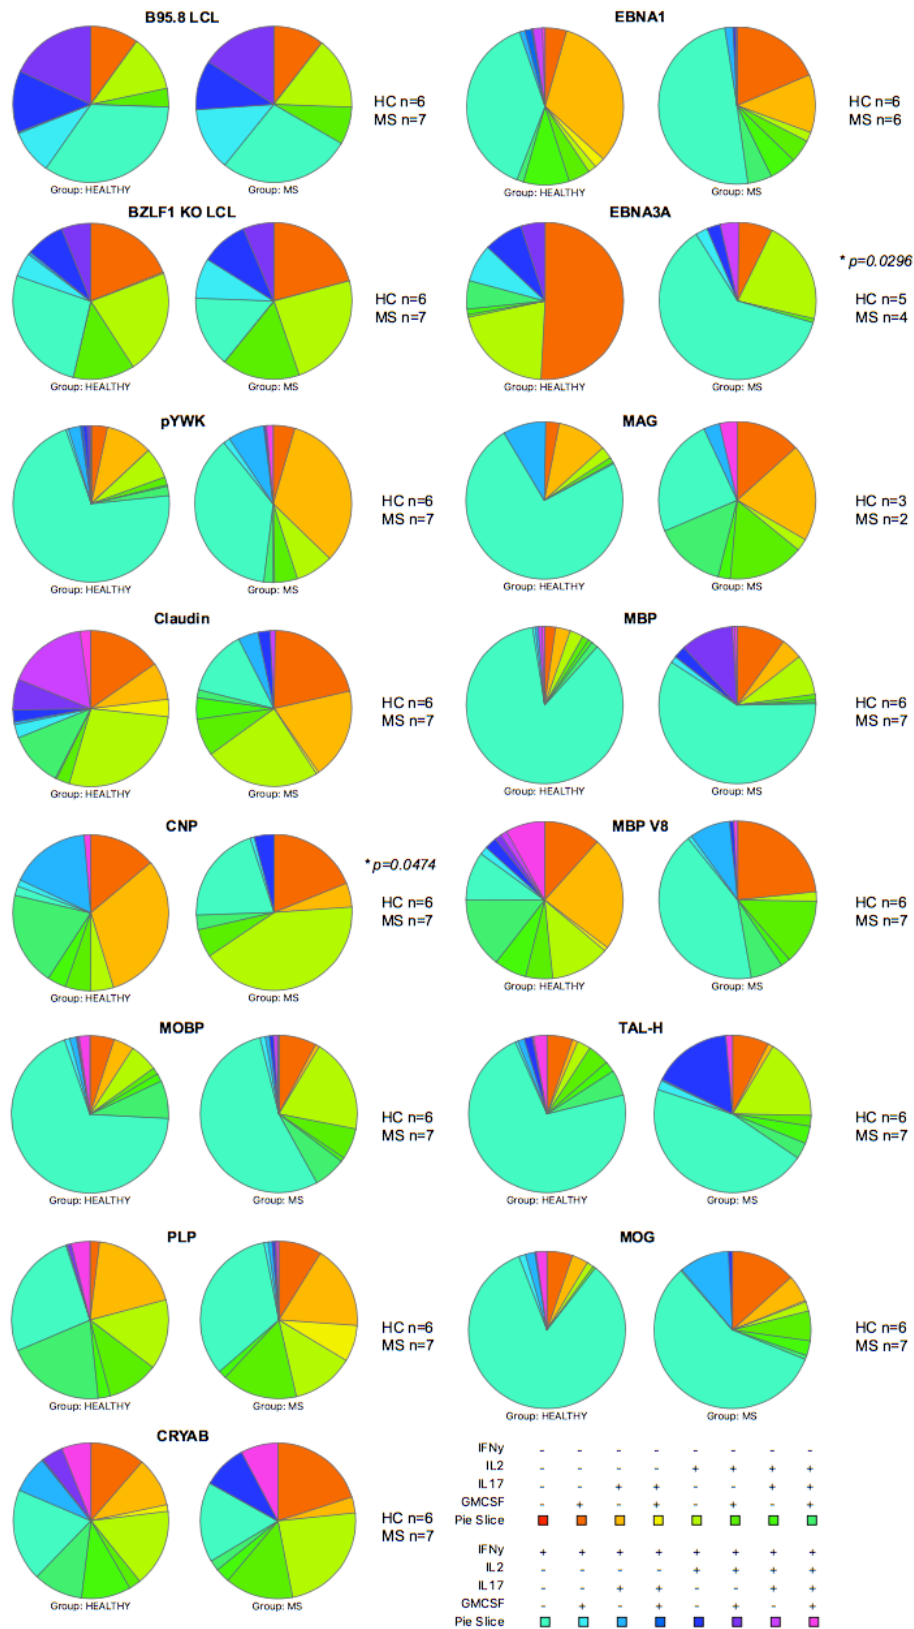 B95.8 LCL
Group: HEALTHY
Group: MS
HC n=6
MS n=7
EBNA1
Group: HEALTHY
Group: MS
HC n=6
MS n=6
BZLF1 KO LCL
Group: HEALTHY
Group: MS
HC n=6
MS n=7
EBNA3A
Group: HEALTHY
Group: MS
* p=0.0296
HC n=5
MS n=4
pYWK
Group: HEALTHY
Group: MS
HC n=6
MS n=7
MAG
Group: HEALTHY
Group: MS
HC n=3
MS n=2
Claudin
Group: HEALTHY
Group: MS
HC n=6
MS n=7
MBP
Group: HEALTHY
Group: MS
HC n=6
MS n=7
CNP
Group: HEALTHY
Group: MS
* p=0.0474
HC n=6
MS n=7
MBP V8
Group: HEALTHY
Group: MS
HC n=6
MS n=7
MOBP
Group: HEALTHY
Group: MS
HC n=6
MS n=7
TAL-H
Group: HEALTHY
Group: MS
HC n=6
MS n=7
PLP
Group: HEALTHY
Group: MS
HC n=6
MS n=7
MOG
Group: HEALTHY
Group: MS
HC n=6
MS n=7
CRYAB
Group: HEALTHY
Group: MS
HC n=6
MS n=7
IFNy - - - - - - - -
IL2 - - - - + + + +
IL17 - - + + - - + +
GMCSF - + - + - + - +
Pie Slice
IFNy + + + + + + + +
IL2 - - - - + + + +
IL17 - - + + - - + +
GMCSF - + - + - + - +
Pie Slice